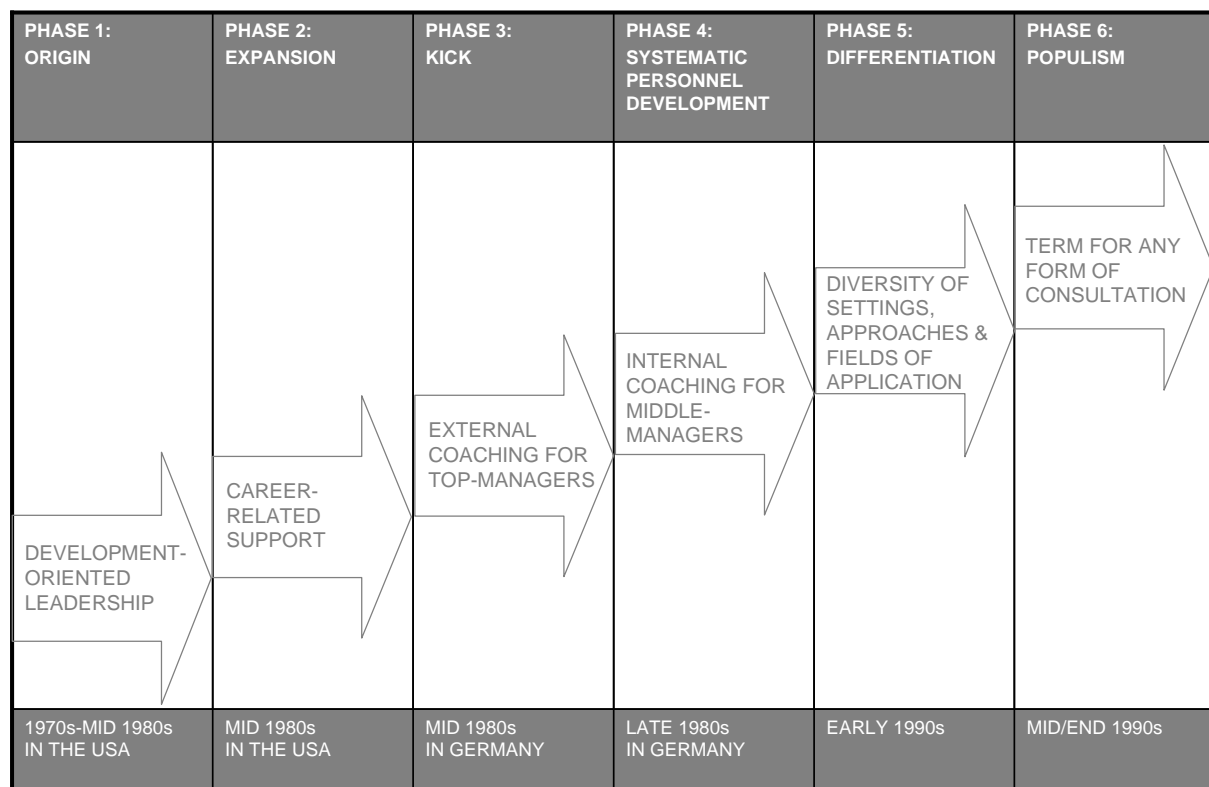 PHASE 1:
ORIGIN
PHASE 2:
EXPANSION
PHASE 3:
KICK
PHASE 4:
SYSTEMATIC
PERSONNEL
DEVELOPMENT
PHASE 5:
DIFFERENTIATION
PHASE 6:
POPULISM
DEVELOPMENT-
ORIENTED
LEADERSHIP
CAREER-
RELATED
SUPPORT
EXTERNAL
COACHING FOR
TOP-MANAGERS
INTERNAL
COACHING FOR
MIDDLE-
MANAGERS
DIVERSITY OF
SETTINGS,
APPROACHES &
FIELDS OF
APPLICATION
TERM FOR ANY
FORM OF
CONSULTATION
1970s-MID 1980s
IN THE USA
MID 1980s
IN THE USA
MID 1980s
IN GERMANY
LATE 1980s
IN GERMANY
EARLY 1990s
MID/END 1990s